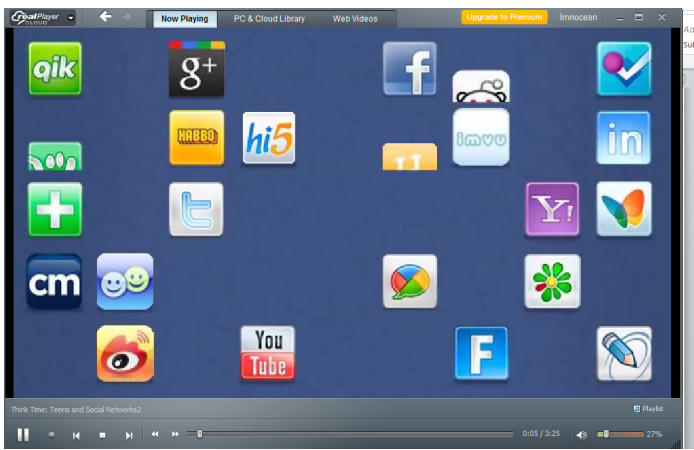 RealPlayer CLOUD
Now Playing
PC & Cloud Library
Web Videos
Upgrade to Premium
lmnocean
qik
g+
f
HABBO
hi5
imvu
in
t
Y!
cm
You
Tube
F
Think Time: Teens and Social Networks2
Playlist
0:05 / 3:25
27%